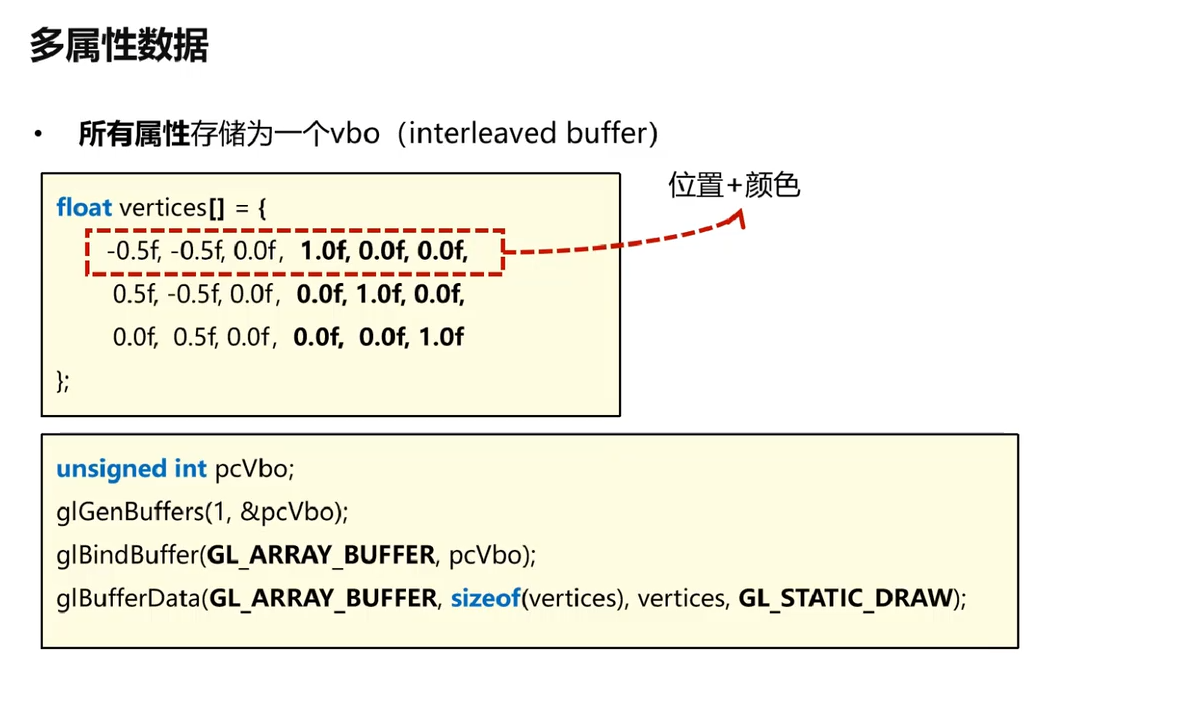 多属性数据
• 所有属性存储为一个vbo（interleaved buffer）
位置+颜色
float vertices[] = {
-0.5f, -0.5f, 0.0f, 1.0f, 0.0f, 0.0f,
0.5f, -0.5f, 0.0f, 0.0f, 1.0f, 0.0f,
0.0f, 0.5f, 0.0f, 0.0f, 0.0f, 1.0f
};
unsigned int pcVbo;
glGenBuffers(1, &pcVbo);
glBindBuffer(GL_ARRAY_BUFFER, pcVbo);
glBufferData(GL_ARRAY_BUFFER, sizeof(vertices), vertices, GL_STATIC_DRAW);